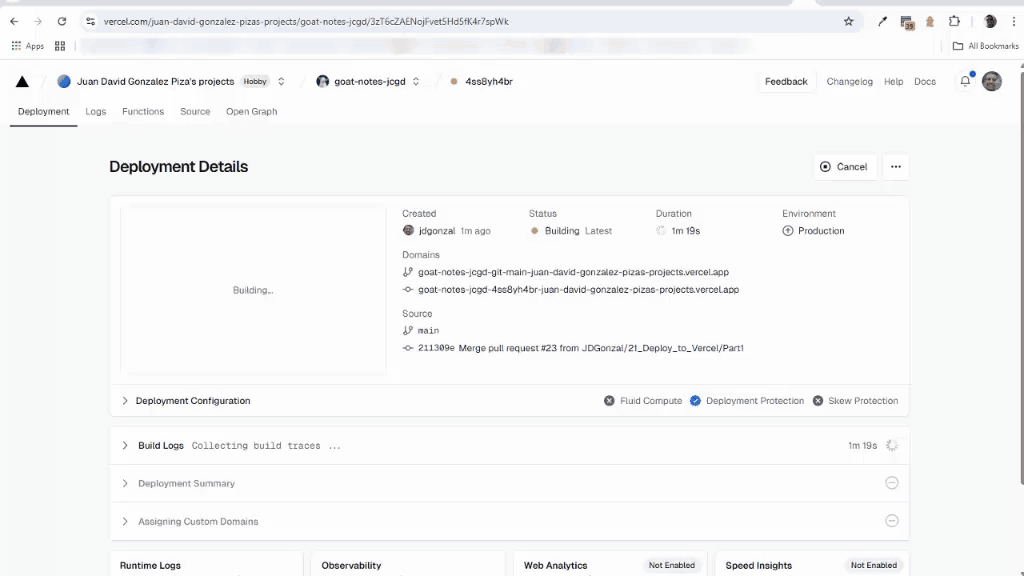 vercel.com/juan-david-gonzalez-pizas-projects/goat-notes-jcgd/3zT6cZAENojFvet5Hd5fK4r7spWk
39
Apps
All Bookmarks
Juan David Gonzalez Piza's projects Hobby goat-notes-jcgd 4ss8yh4br Feedback Changelog Help Docs
Deployment Logs Functions Source Open Graph
Deployment Details Cancel
Created Status Duration Environment
jdgonzal 1m ago Building Latest 1m 19s Production
Domains
goat-notes-jcgd-git-main-juan-david-gonzalez-pizas-projects.vercel.app
Building...
goat-notes-jcgd-4ss8yh4br-juan-david-gonzalez-pizas-projects.vercel.app
Source
main
211309e Merge pull request #23 from JDGonzal/21_Deploy_to_Vercel/Part1
Deployment Configuration Fluid Compute Deployment Protection Skew Protection
Build Logs Collecting build traces ... 1m 19s
Deployment Summary
Assigning Custom Domains
Runtime Logs Observability Web Analytics Not Enabled Speed Insights Not Enabled